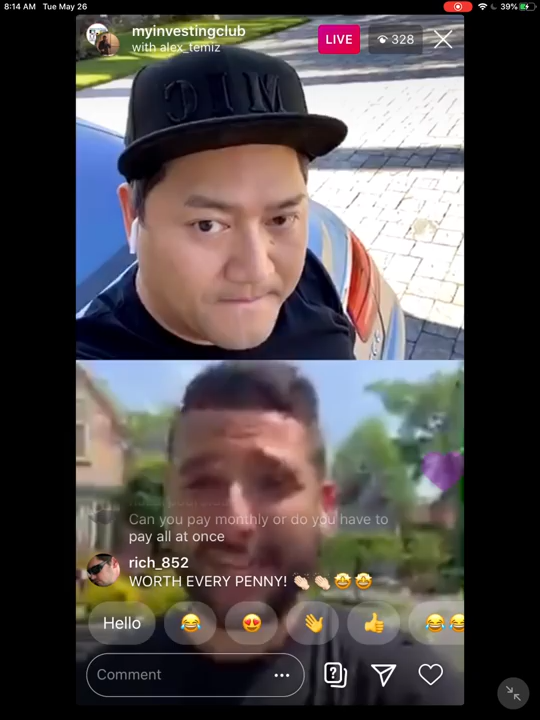 8:14 AM Tue May 26
39%
myinvestingclub
with alex_temiz
LIVE
328
MIC
Can you pay monthly or do you have to
pay all at once
rich_852
WORTH EVERY PENNY! 👏🏻👏🏻🤩🤩
Hello 😂 😍 👋 👍 😂😂
Comment